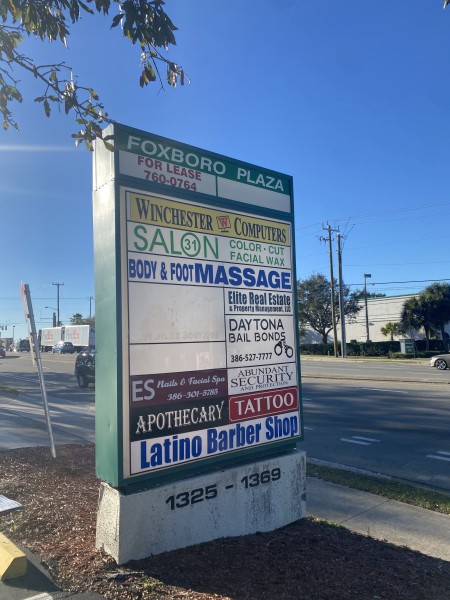 FOXBORO PLAZA
FOR LEASE
760-0764
WINCHESTER W COMPUTERS
SALON 31
COLOR · CUT
FACIAL WAX
BODY & FOOT MASSAGE
Elite Real Estate
& Property Management, LLC
DAYTONA
BAIL BONDS
386-527-7777
ES Nails & Facial Spa
386-301-5785
ABUNDANT
SECURITY
AND PROTECTION
APOTHECARY
TATTOO
Latino Barber Shop
1325 - 1369